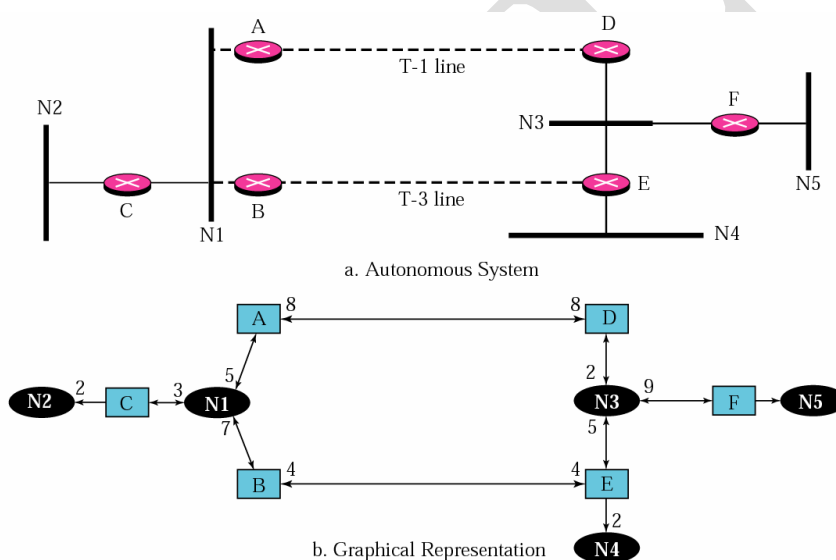 A
D
T-1 line
N2
N3
F
C
N1
B
T-3 line
E
N5
N4
a. Autonomous System
8
A
8
D
5
2
N2
2
C
3
N1
N3
9
F
N5
7
5
B
4
4
E
2
N4
b. Graphical Representation